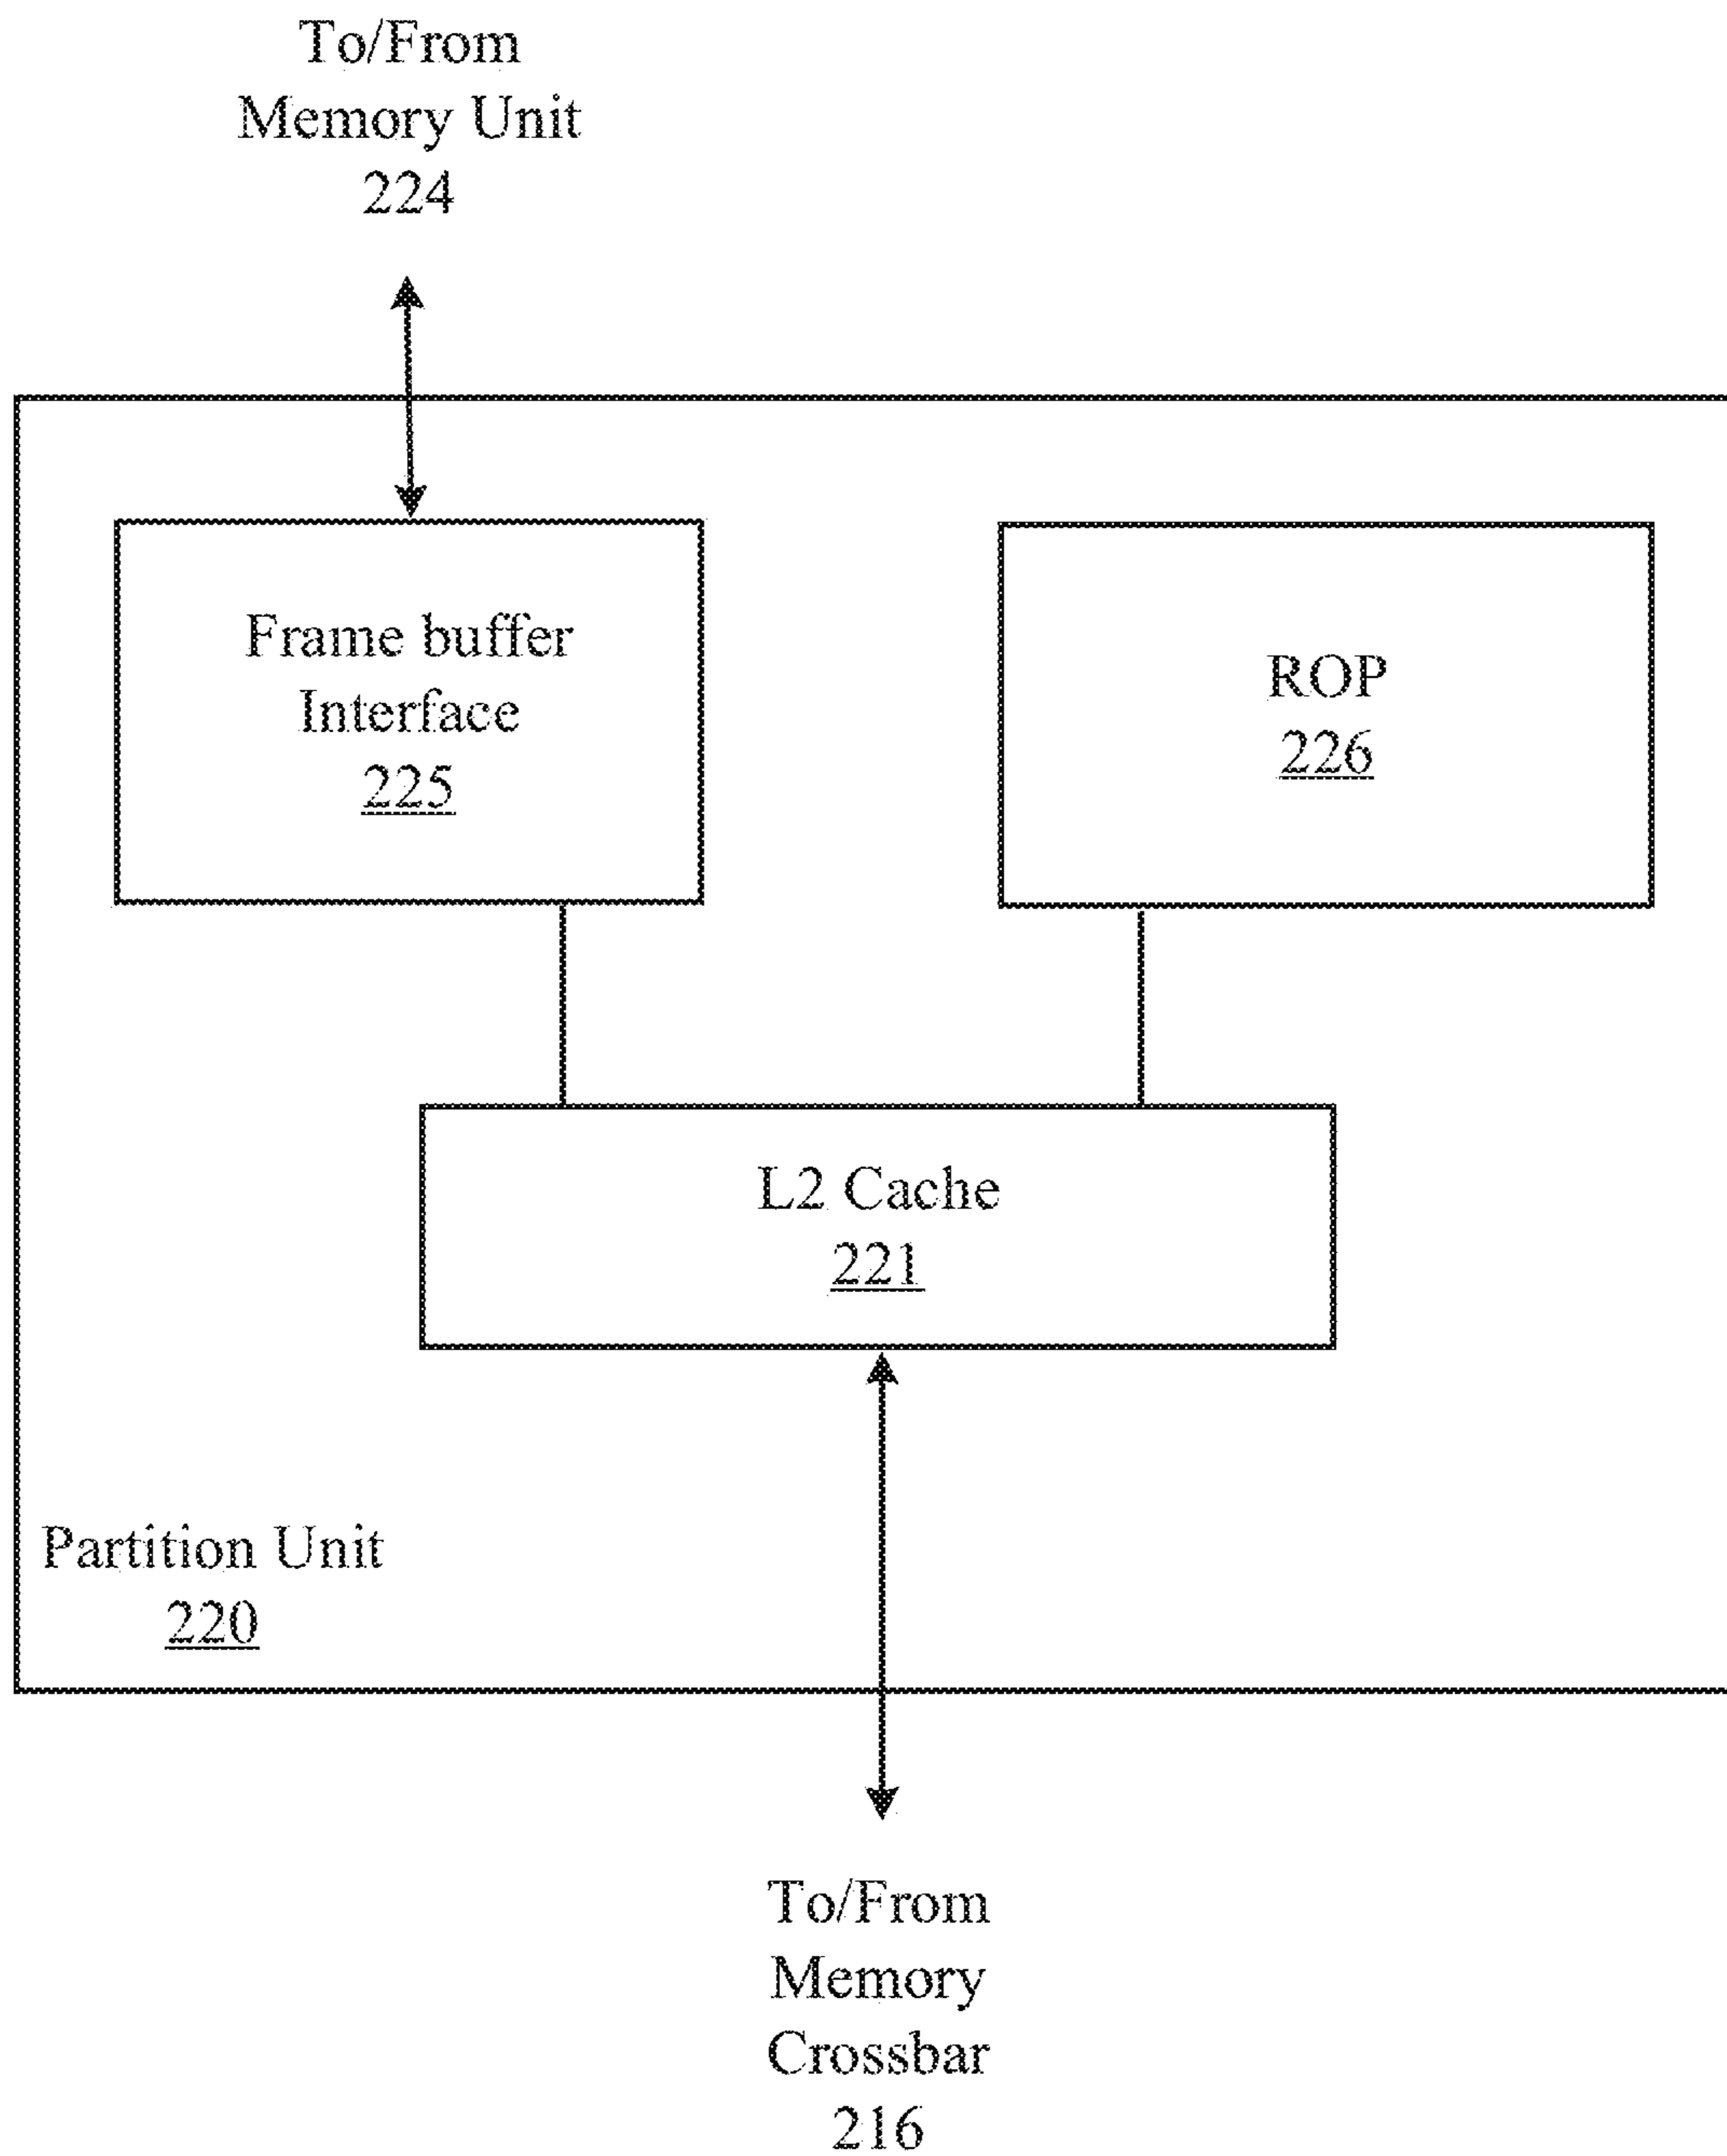 To/From
Memory Unit
224
Frame buffer
Interface
225
ROP
226
L2 Cache
221
Partition Unit
220
To/From
Memory
Crossbar
216